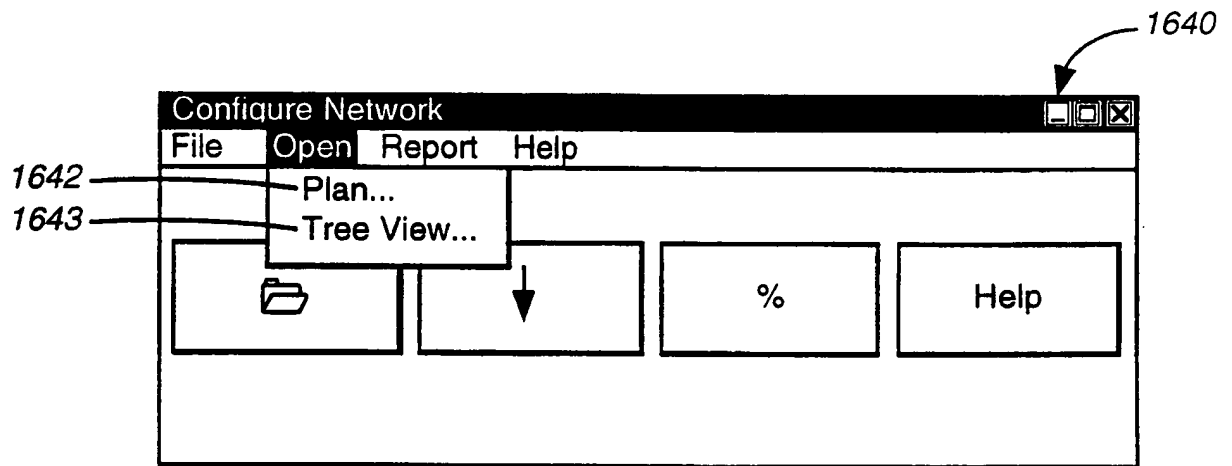 1640
Configure Network
File Open Report Help
1642 Plan...
1643 Tree View...
% Help